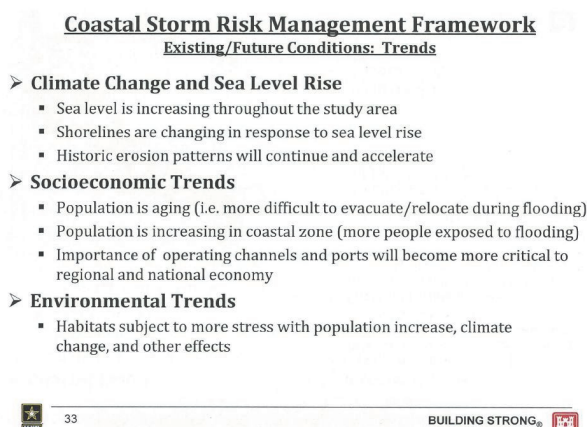 Coastal Storm Risk Management Framework
Existing/Future Conditions: Trends
➢ Climate Change and Sea Level Rise
▪ Sea level is increasing throughout the study area
▪ Shorelines are changing in response to sea level rise
▪ Historic erosion patterns will continue and accelerate
➢ Socioeconomic Trends
▪ Population is aging (i.e. more difficult to evacuate/relocate during flooding)
▪ Population is increasing in coastal zone (more people exposed to flooding)
▪ Importance of operating channels and ports will become more critical to
regional and national economy
➢ Environmental Trends
▪ Habitats subject to more stress with population increase, climate
change, and other effects
33
BUILDING STRONG®